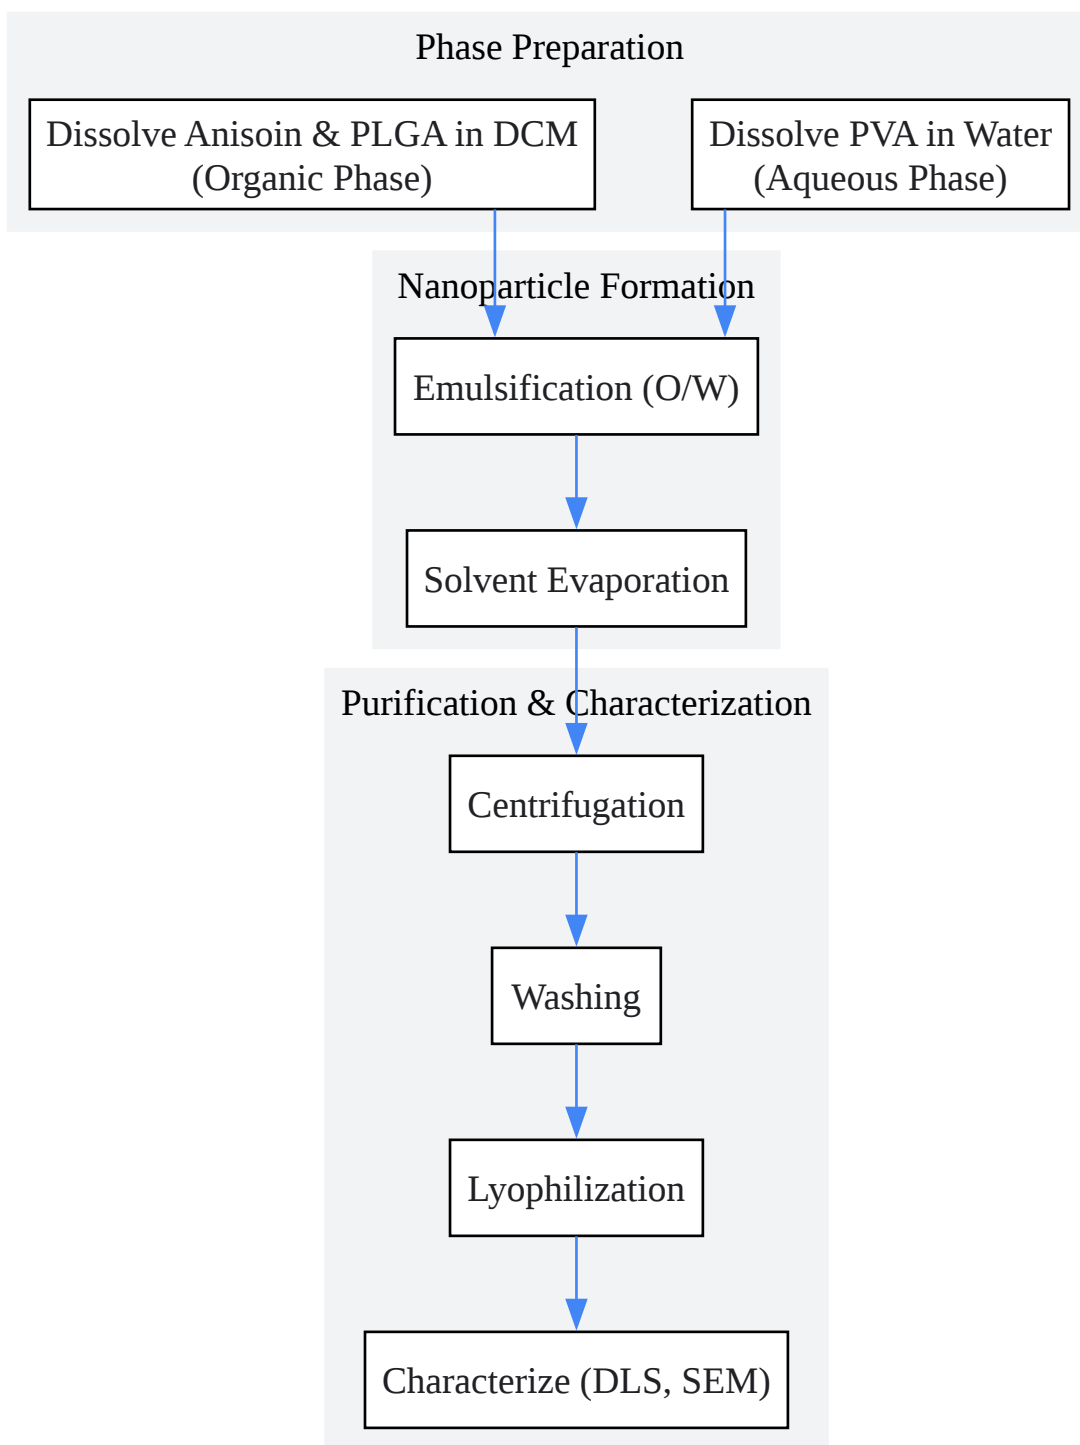 Phase Preparation
Dissolve Anisoin & PLGA in DCM
(Organic Phase)
Dissolve PVA in Water
(Aqueous Phase)
Nanoparticle Formation
Emulsification (O/W)
Solvent Evaporation
Purification & Characterization
Centrifugation
Washing
Lyophilization
Characterize (DLS, SEM)